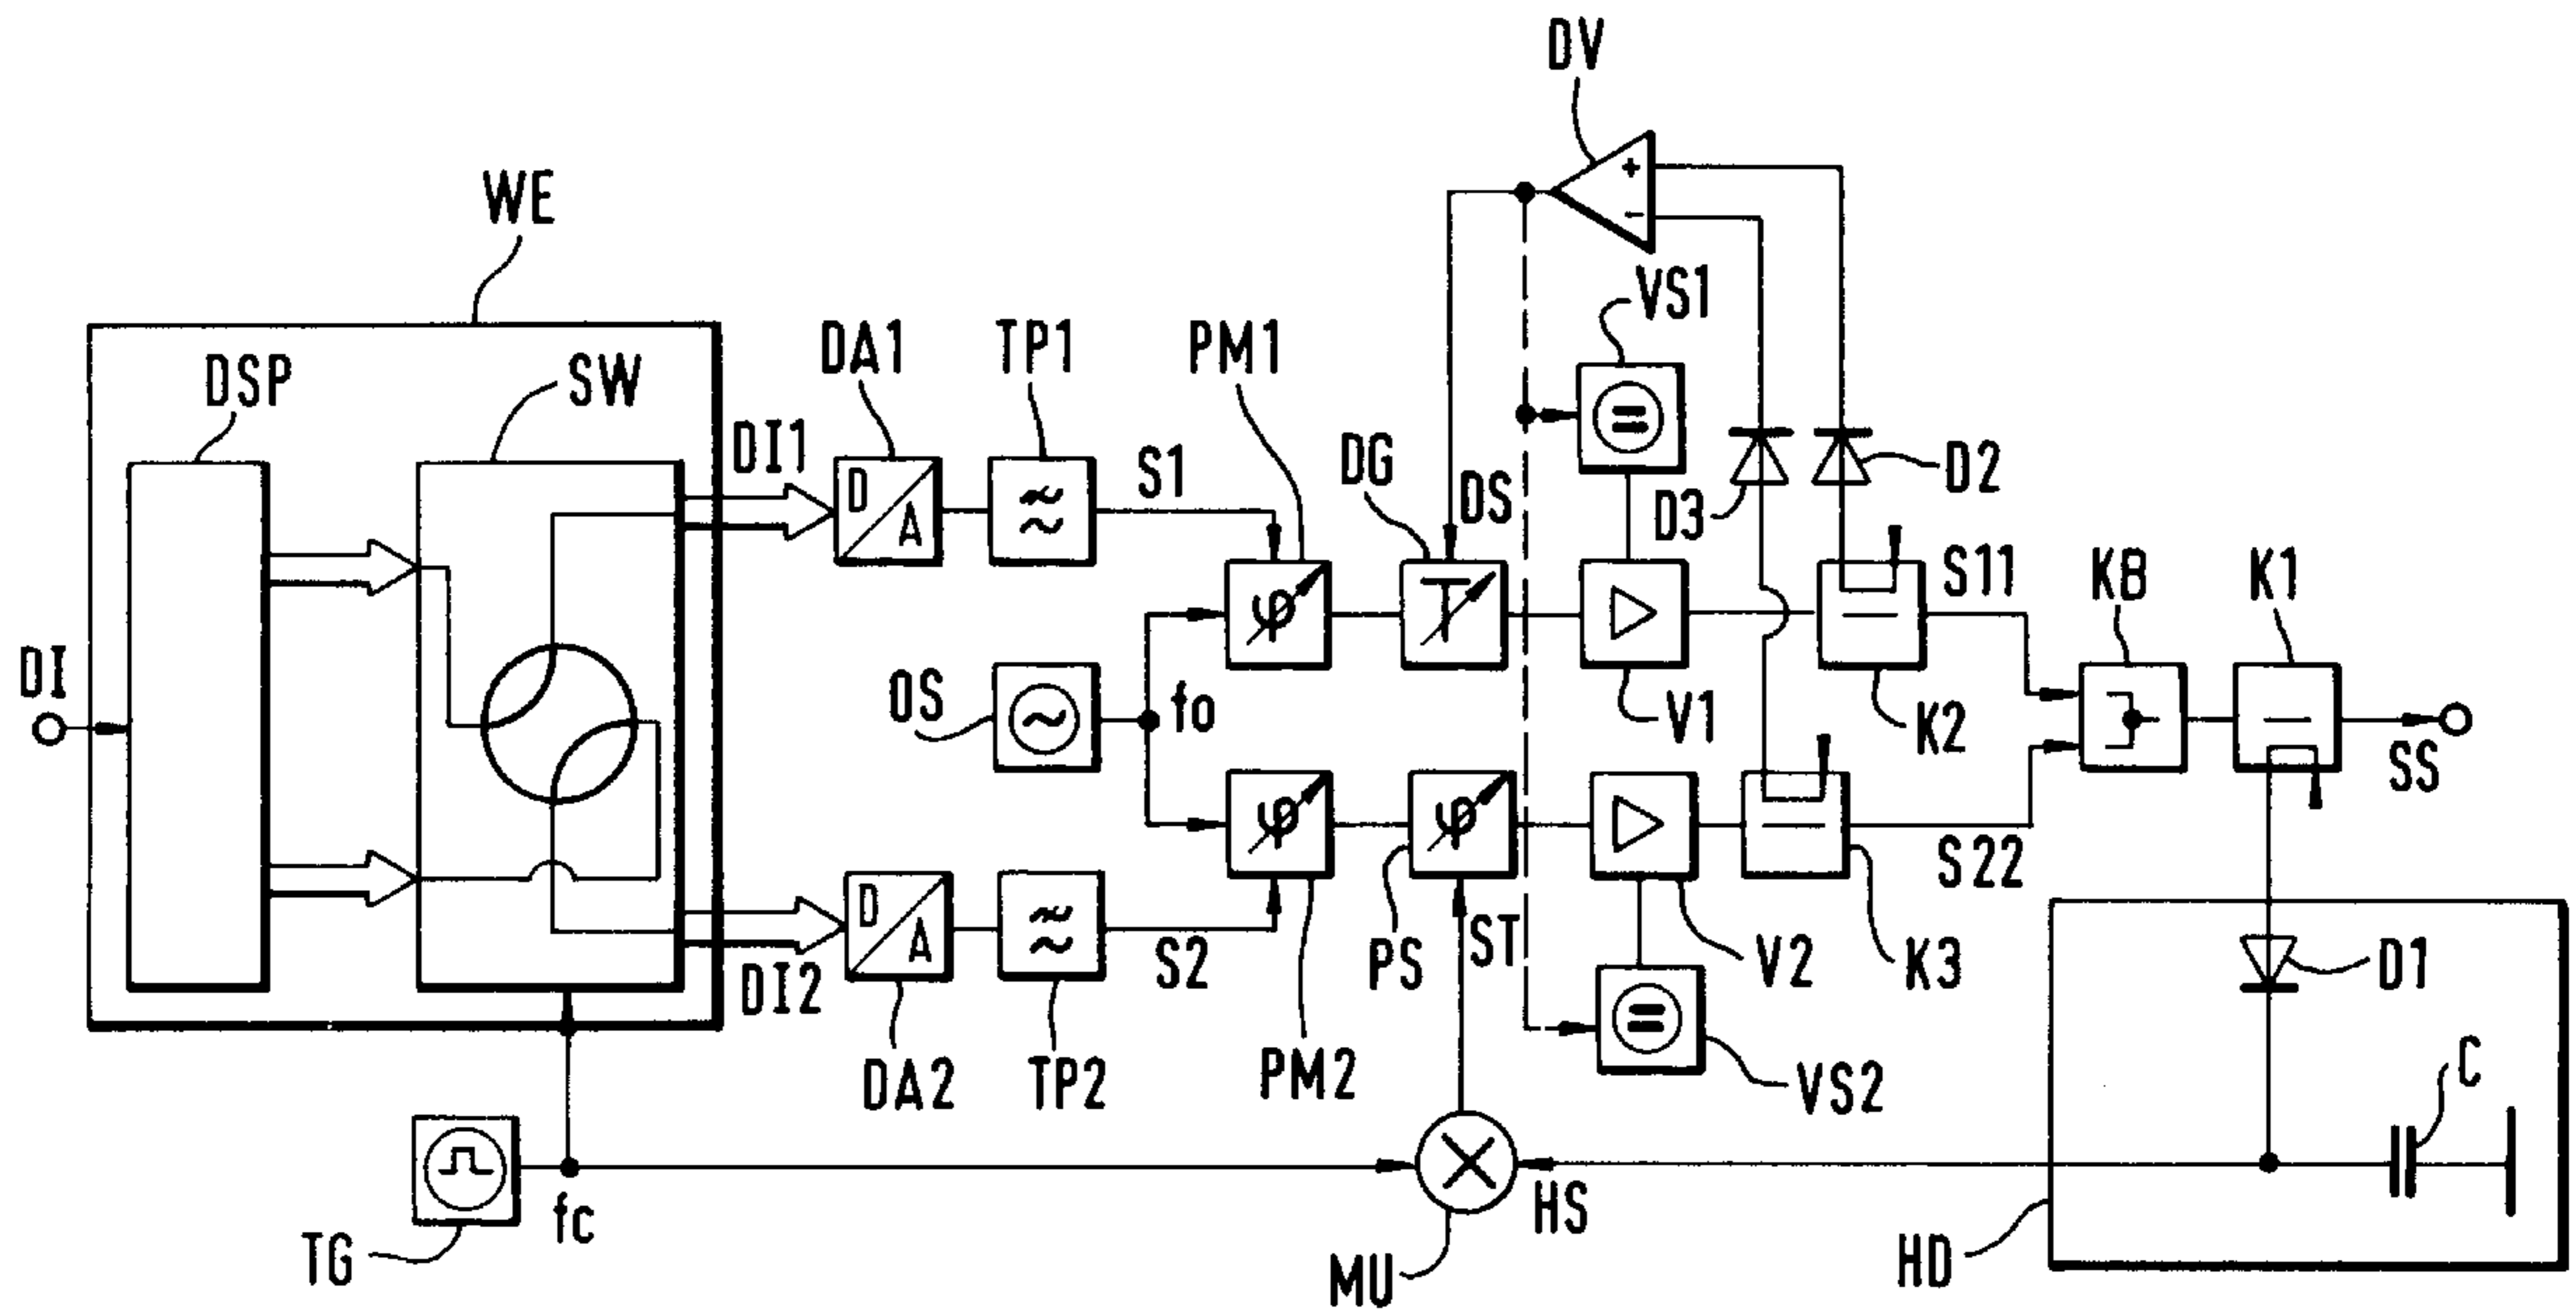 DV
WE
VS1
DSP
SW
DA1
TP1
PM1
DI1
S1
DG
DS
D3
D2
D
A
φ
T
S11
KB
K1
DI
OS
fo
V1
K2
SS
φ
φ
S22
D
A
DI2
S2
PS
ST
V2
K3
D1
DA2
TP2
PM2
VS2
C
fc
TG
MU
HS
HD